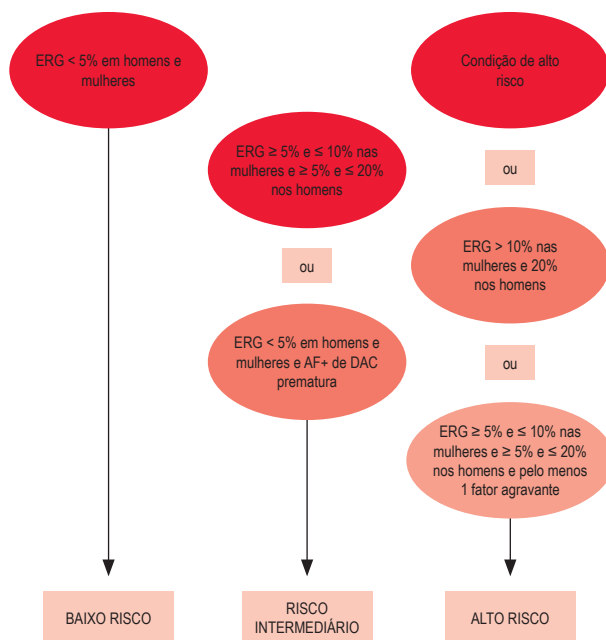 ERG < 5% em homens e
mulheres
ERG ≥ 5% e ≤ 10% nas
mulheres e ≥ 5% e ≤ 20%
nos homens
ou
ERG < 5% em homens e
mulheres e AF+ de DAC
prematura
Condição de alto
risco
ou
ERG > 10% nas
mulheres e 20%
nos homens
ou
ERG ≥ 5% e ≤ 10% nas
mulheres e ≥ 5% e ≤ 20%
nos homens e pelo menos
1 fator agravante
BAIXO RISCO
RISCO
INTERMEDIÁRIO
ALTO RISCO